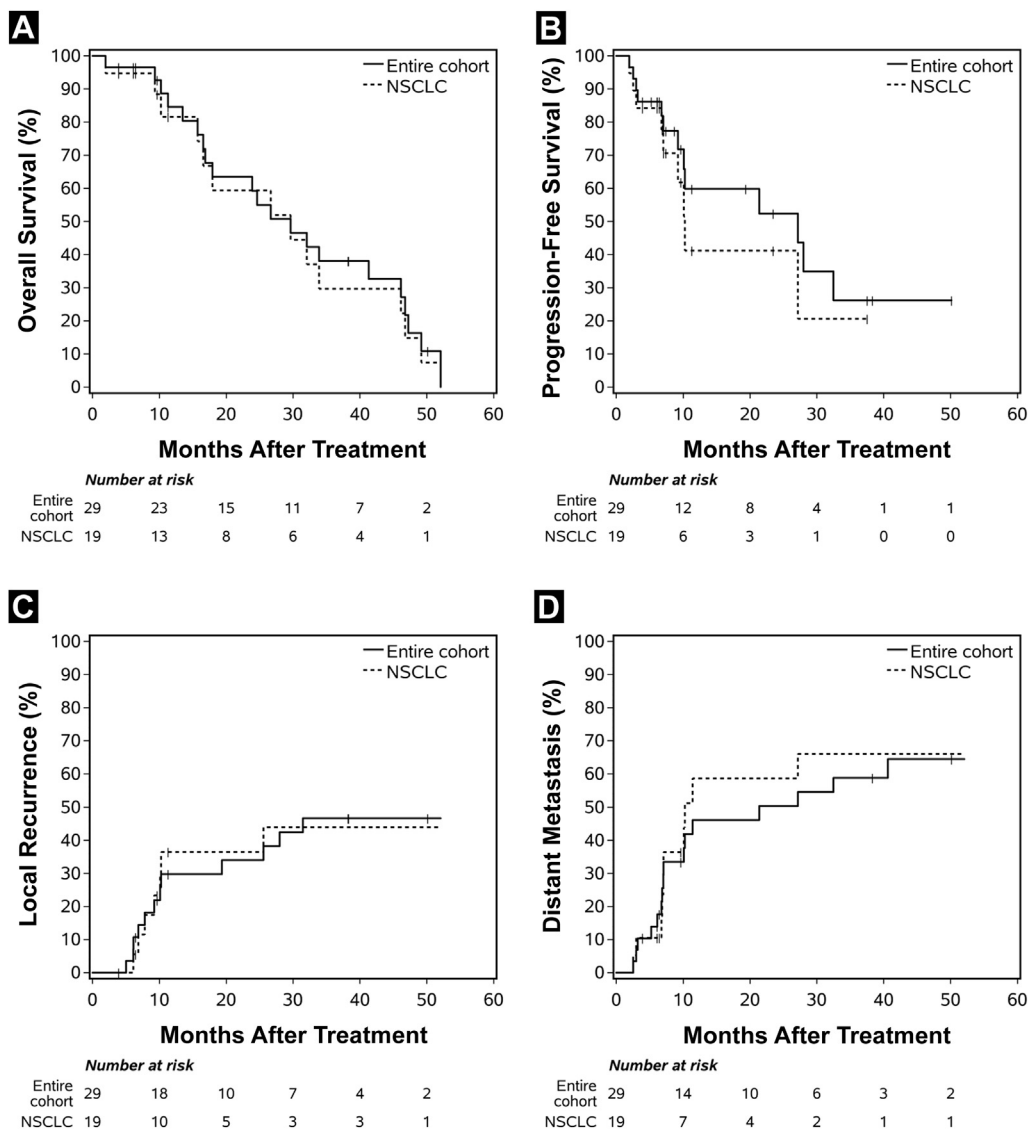 A
Overall Survival (%)
100
90
80
70
60
50
40
30
20
10
0
Entire cohort
NSCLC
0 10 20 30 40 50 60
Months After Treatment
Number at risk
Entire
cohort 29 23 15 11 7 2
NSCLC 19 13 8 6 4 1
B
Progression-Free Survival (%)
100
90
80
70
60
50
40
30
20
10
0
Entire cohort
NSCLC
0 10 20 30 40 50 60
Months After Treatment
Number at risk
Entire
cohort 29 12 8 4 1 1
NSCLC 19 6 3 1 0 0
C
Local Recurrence (%)
100
90
80
70
60
50
40
30
20
10
0
Entire cohort
NSCLC
0 10 20 30 40 50 60
Months After Treatment
Number at risk
Entire
cohort 29 18 10 7 4 2
NSCLC 19 10 5 3 3 1
D
Distant Metastasis (%)
100
90
80
70
60
50
40
30
20
10
0
Entire cohort
NSCLC
0 10 20 30 40 50 60
Months After Treatment
Number at risk
Entire
cohort 29 14 10 6 3 2
NSCLC 19 7 4 2 1 1